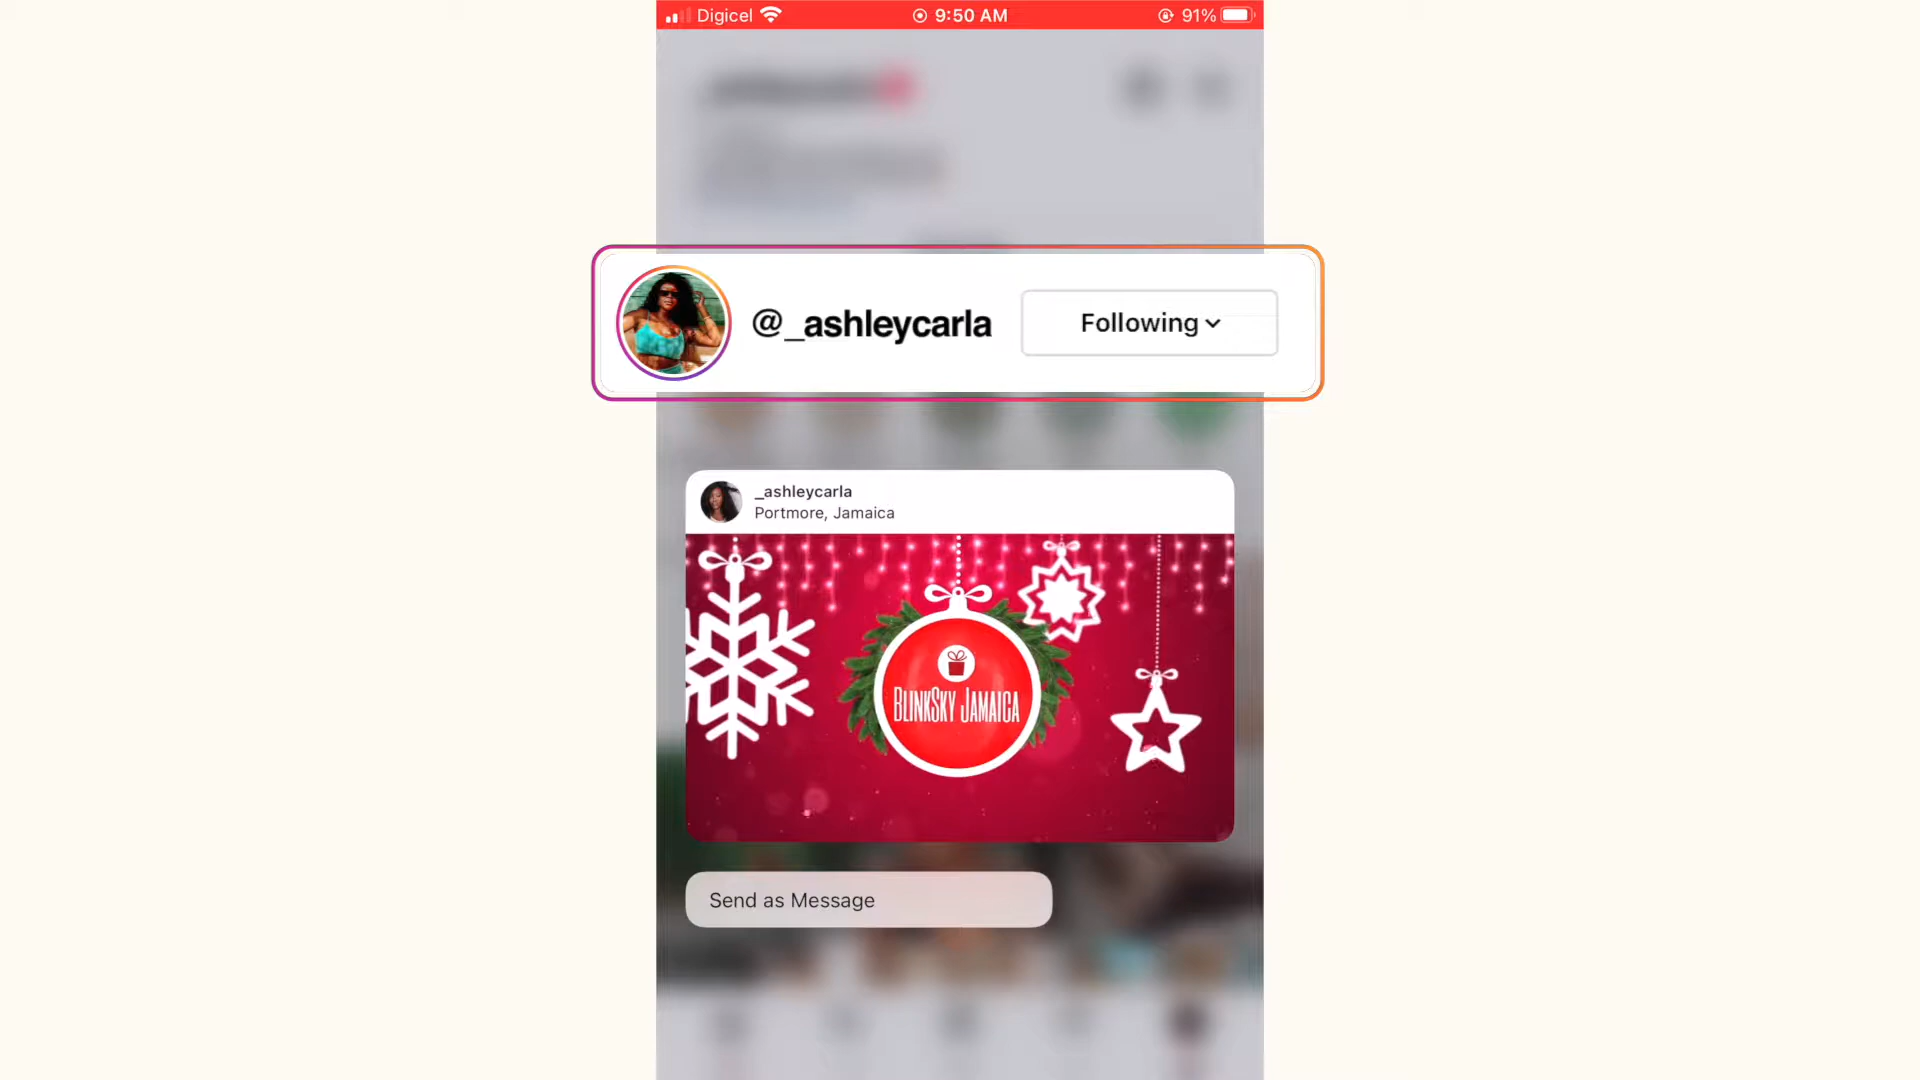 Digicel
9:50 AM
91%
@_ashleycarla
Following
_ashleycarla
Portmore, Jamaica
BLINKSKY JAMAICA
Send as Message